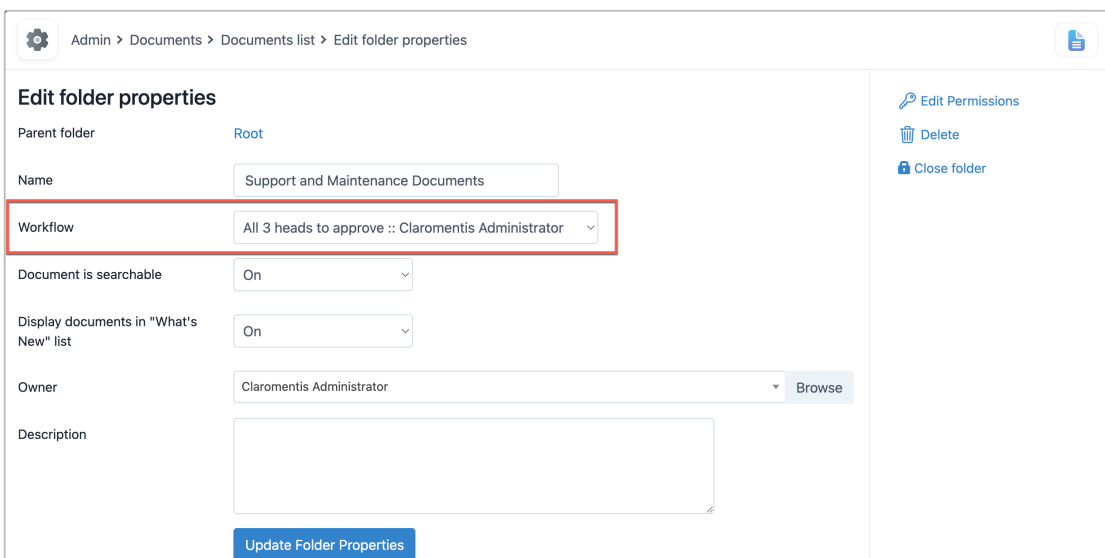 Admin > Documents > Documents list > Edit folder properties
Edit folder properties
Edit Permissions
Delete
Close folder
Parent folder Root
Name Support and Maintenance Documents
Workflow All 3 heads to approve :: Claromentis Administrator
Document is searchable On
Display documents in "What's
New" list On
Owner Claromentis Administrator Browse
Description
Update Folder Properties